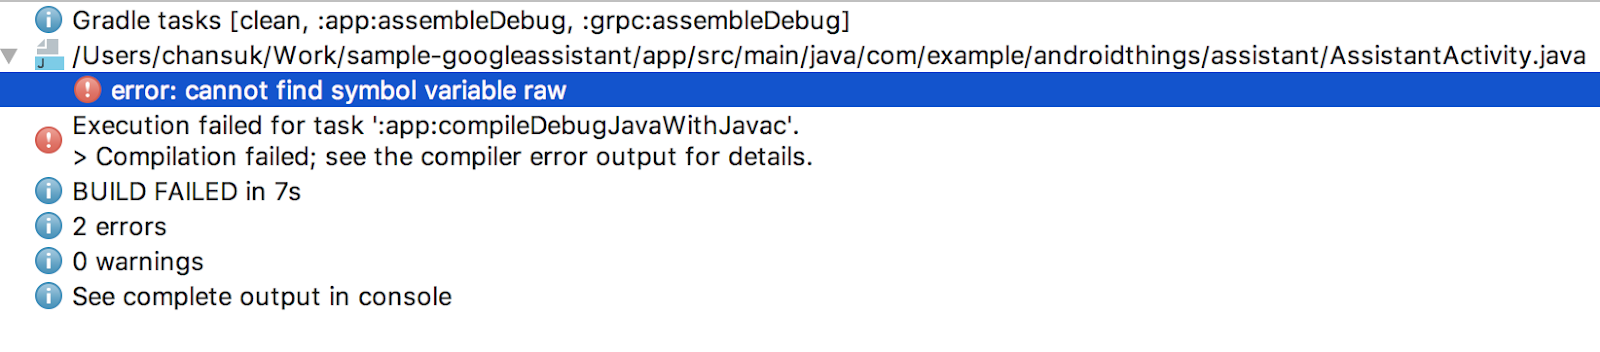 Gradle tasks [clean, :app:assembleDebug, :grpc:assembleDebug]
/Users/chansuk/Work/sample-googleassistant/app/src/main/java/com/example/androidthings/assistant/AssistantActivity.java
error: cannot find symbol variable raw
Execution failed for task ':app:compileDebugJavaWithJavac'.
> Compilation failed; see the compiler error output for details.
BUILD FAILED in 7s
2 errors
0 warnings
See complete output in console